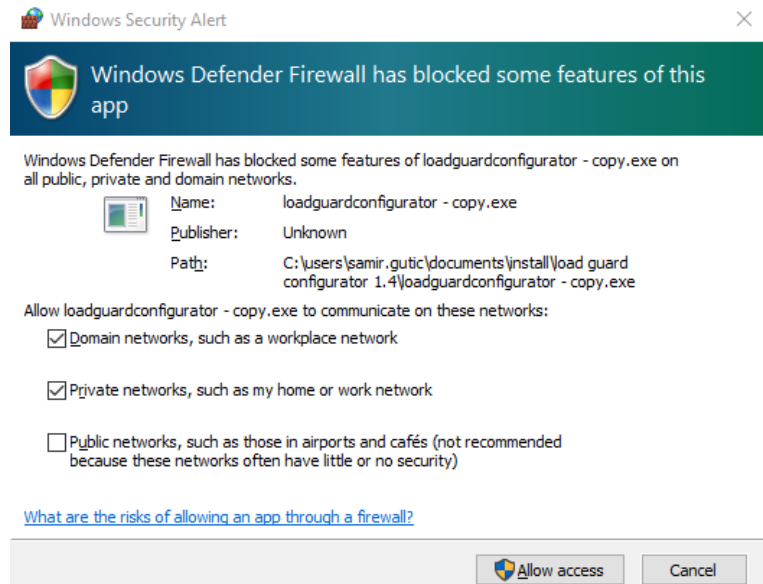 Windows Security Alert
Windows Defender Firewall has blocked some features of this
app
Windows Defender Firewall has blocked some features of loadguardconfigurator - copy.exe on
all public, private and domain networks.
Name: loadguardconfigurator - copy.exe
Publisher: Unknown
Path: C:\users\samir.gutic\documents\install\load guard
configurator 1.4\loadguardconfigurator - copy.exe
Allow loadguardconfigurator - copy.exe to communicate on these networks:
Domain networks, such as a workplace network
Private networks, such as my home or work network
Public networks, such as those in airports and cafés (not recommended
because these networks often have little or no security)
What are the risks of allowing an app through a firewall?
Allow access Cancel